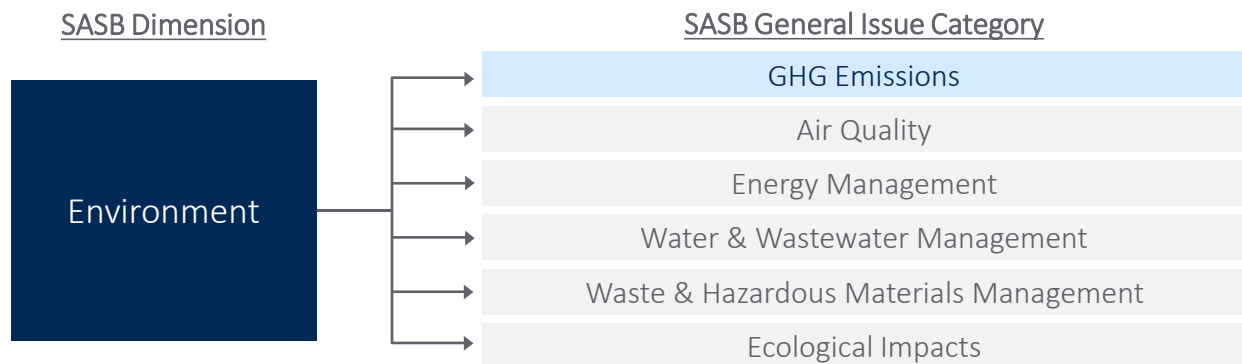 SASB Dimension
SASB General Issue Category
Environment
GHG Emissions
Air Quality
Energy Management
Water & Wastewater Management
Waste & Hazardous Materials Management
Ecological Impacts